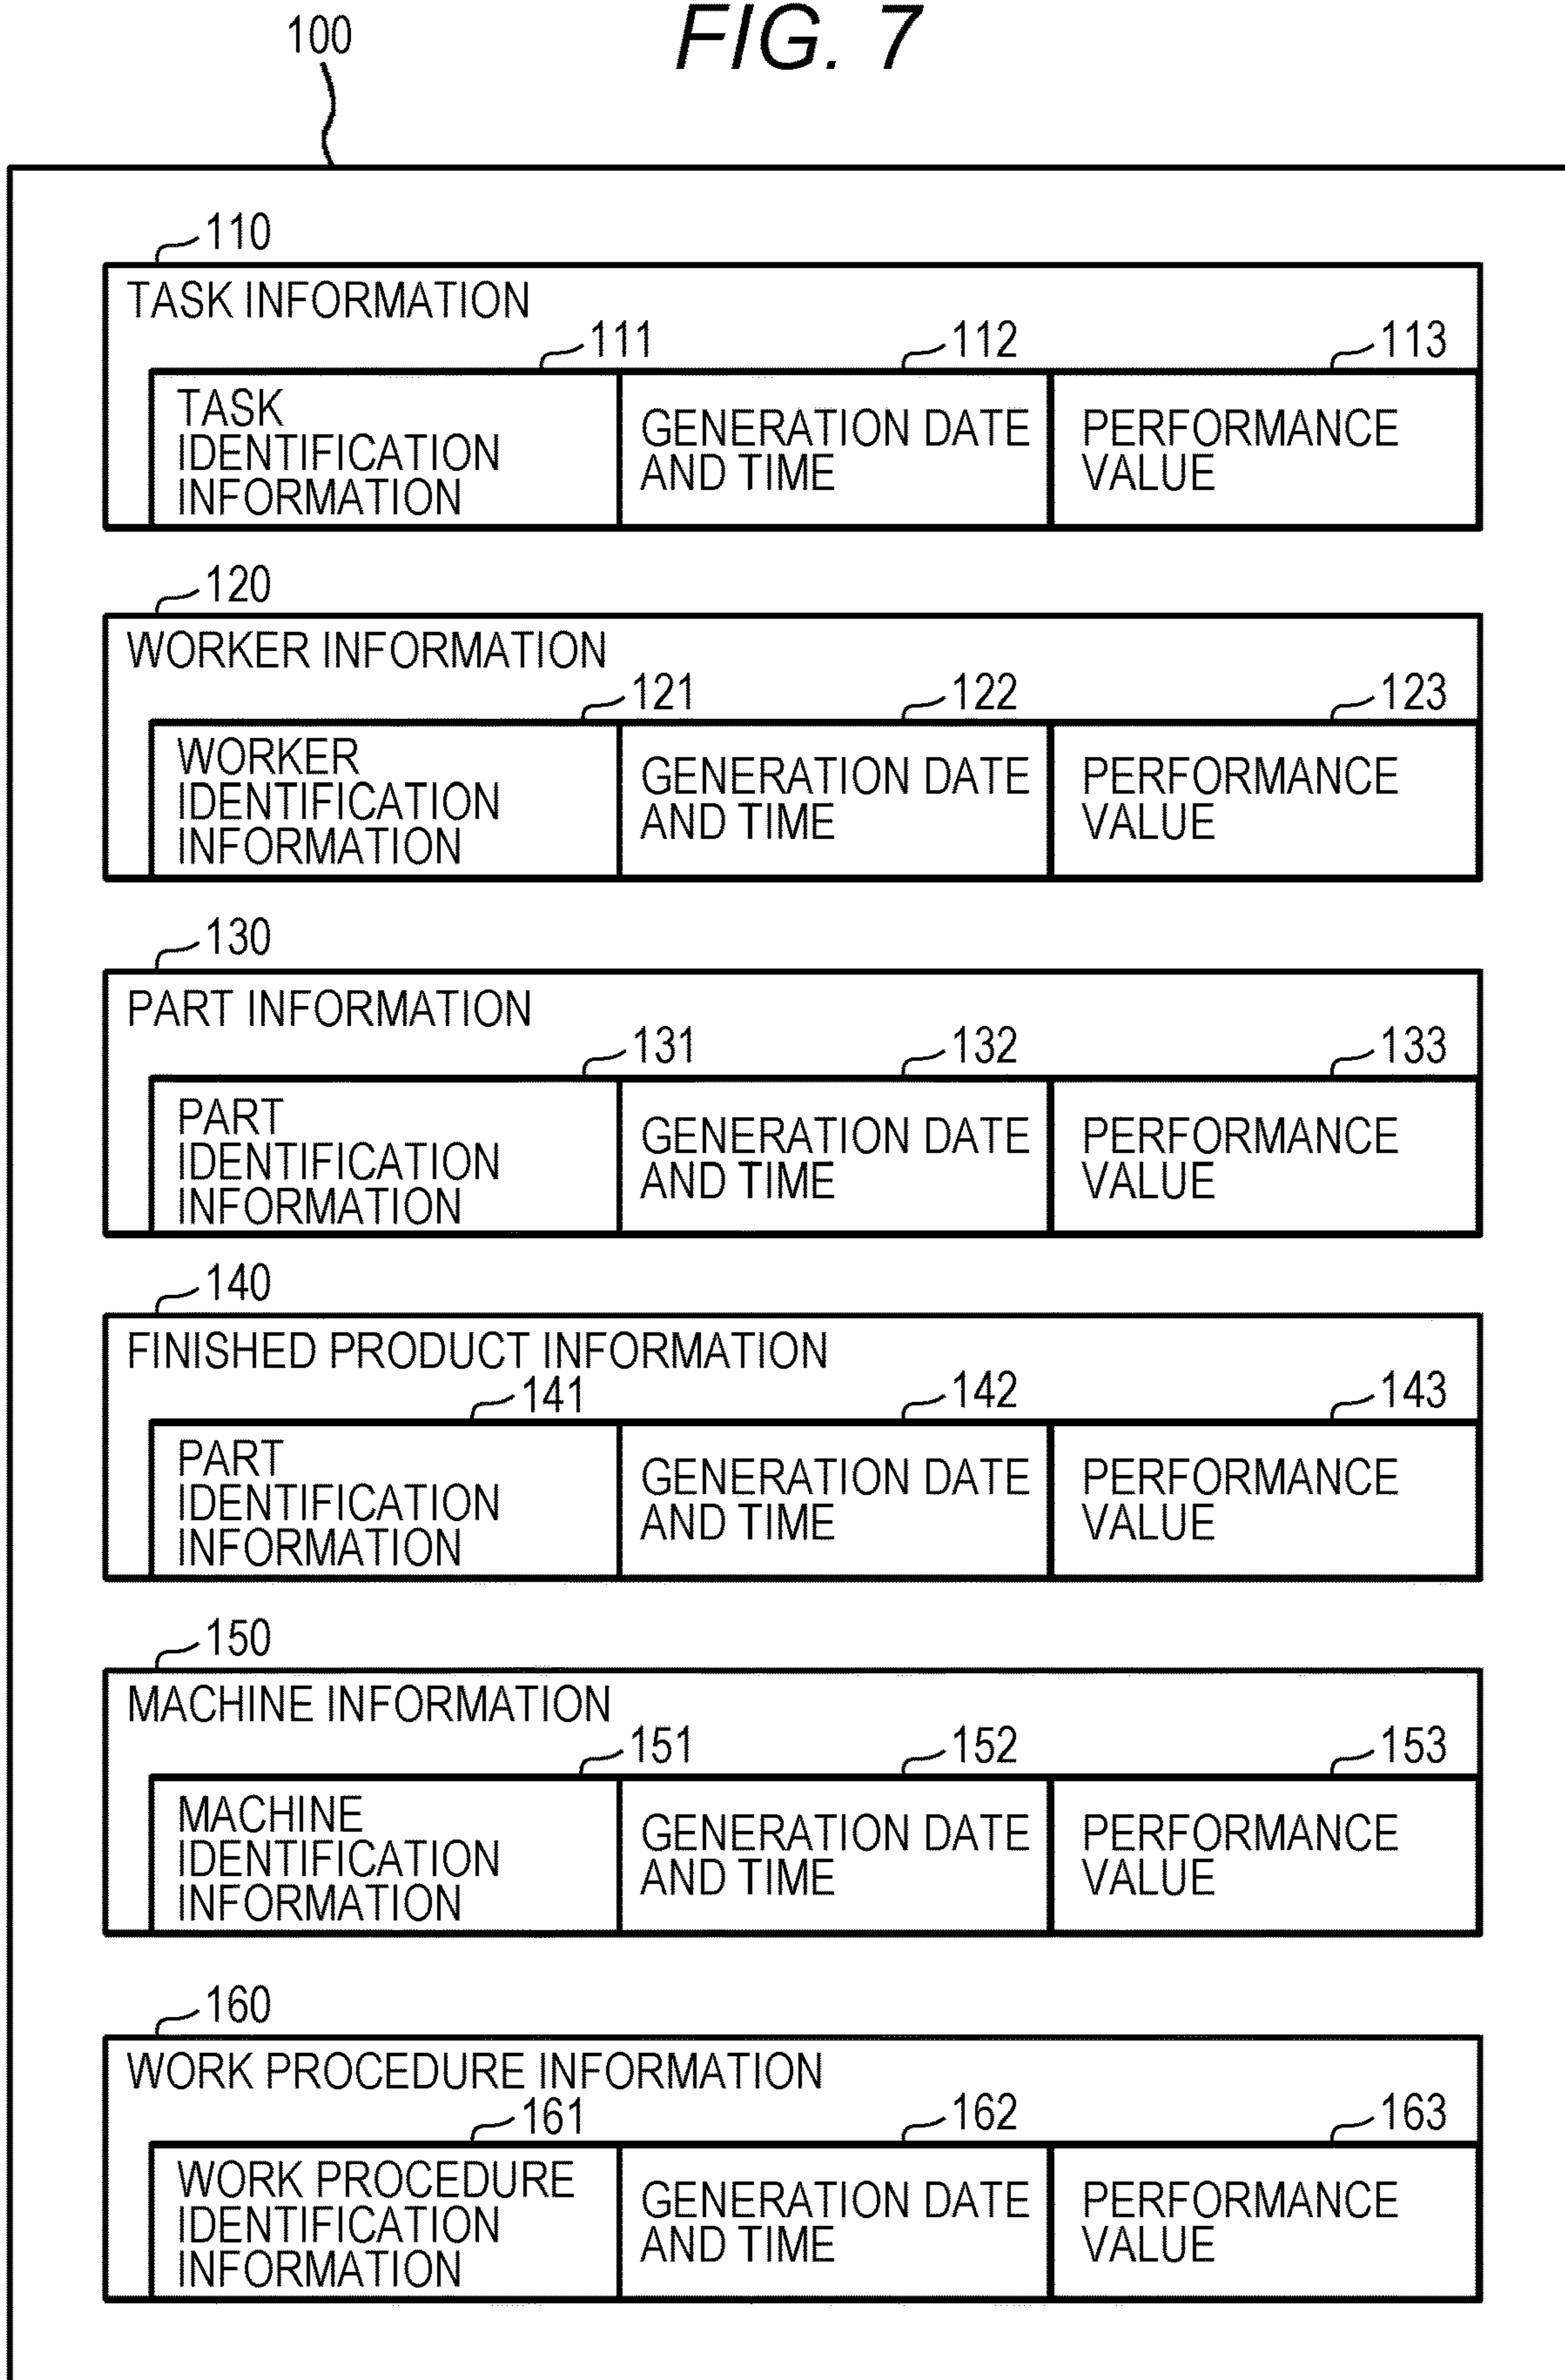 FIG. 7
100
110
TASK INFORMATION
111
112
113
TASK
IDENTIFICATION
INFORMATION
GENERATION DATE
AND TIME
PERFORMANCE
VALUE
120
WORKER INFORMATION
121
122
123
WORKER
IDENTIFICATION
INFORMATION
GENERATION DATE
AND TIME
PERFORMANCE
VALUE
130
PART INFORMATION
131
132
133
PART
IDENTIFICATION
INFORMATION
GENERATION DATE
AND TIME
PERFORMANCE
VALUE
140
FINISHED PRODUCT INFORMATION
141
142
143
PART
IDENTIFICATION
INFORMATION
GENERATION DATE
AND TIME
PERFORMANCE
VALUE
150
MACHINE INFORMATION
151
152
153
MACHINE
IDENTIFICATION
INFORMATION
GENERATION DATE
AND TIME
PERFORMANCE
VALUE
160
WORK PROCEDURE INFORMATION
161
162
163
WORK PROCEDURE
IDENTIFICATION
INFORMATION
GENERATION DATE
AND TIME
PERFORMANCE
VALUE